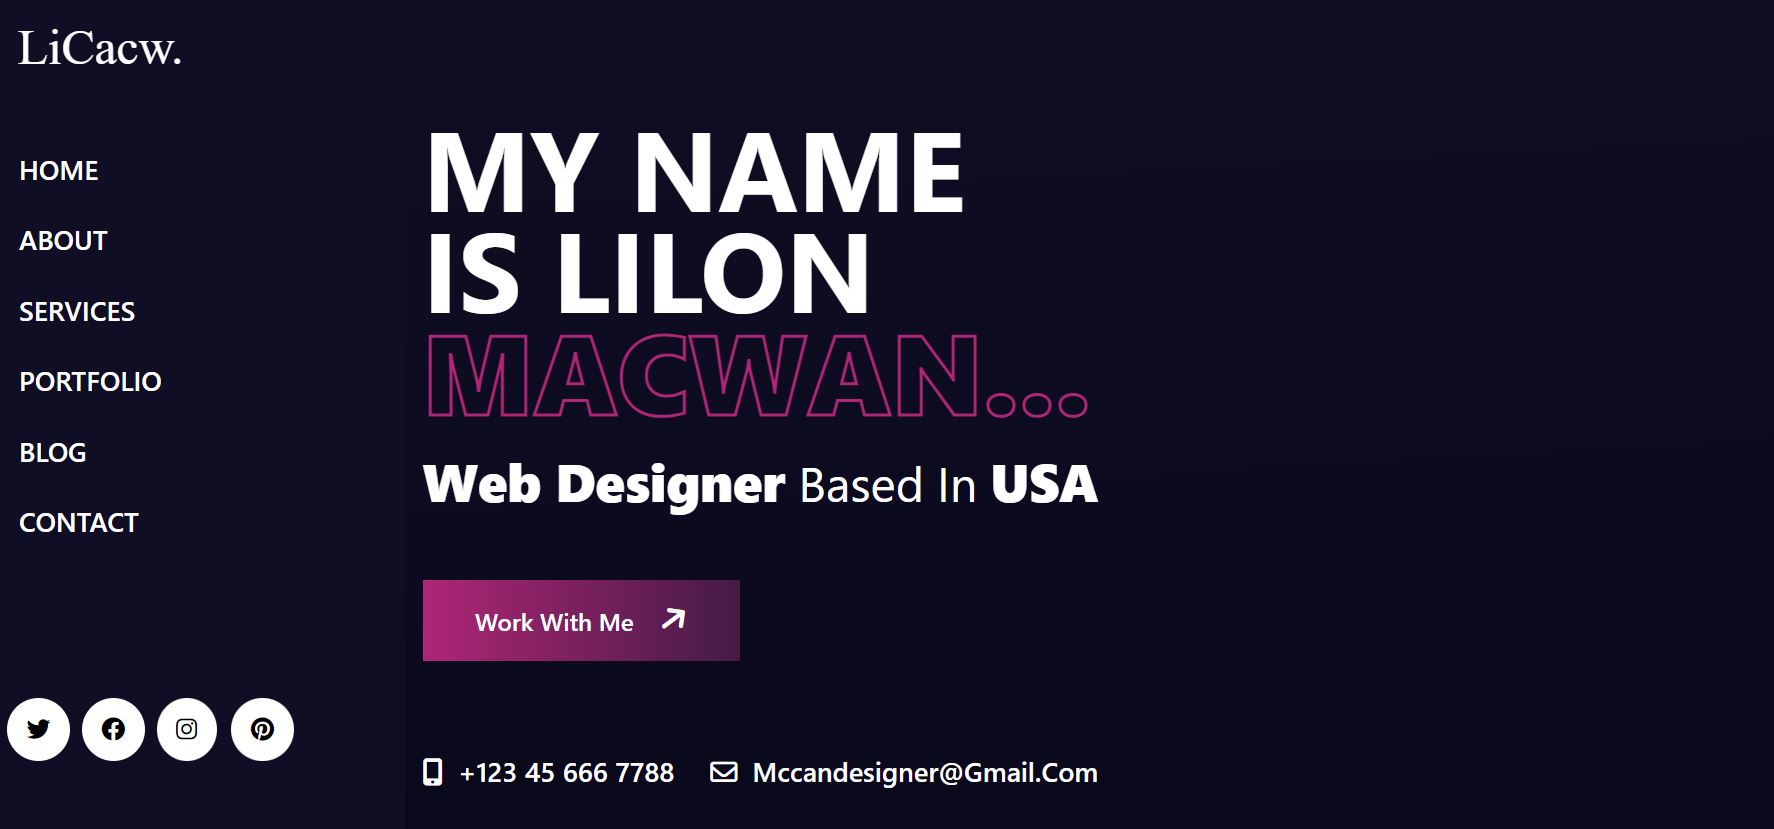 LiCacw.
HOME
ABOUT
SERVICES
PORTFOLIO
BLOG
CONTACT
MY NAME
IS LILON
MACWAN...
Web Designer Based In USA
Work With Me
+123 45 666 7788
Mccandesigner@Gmail.Com